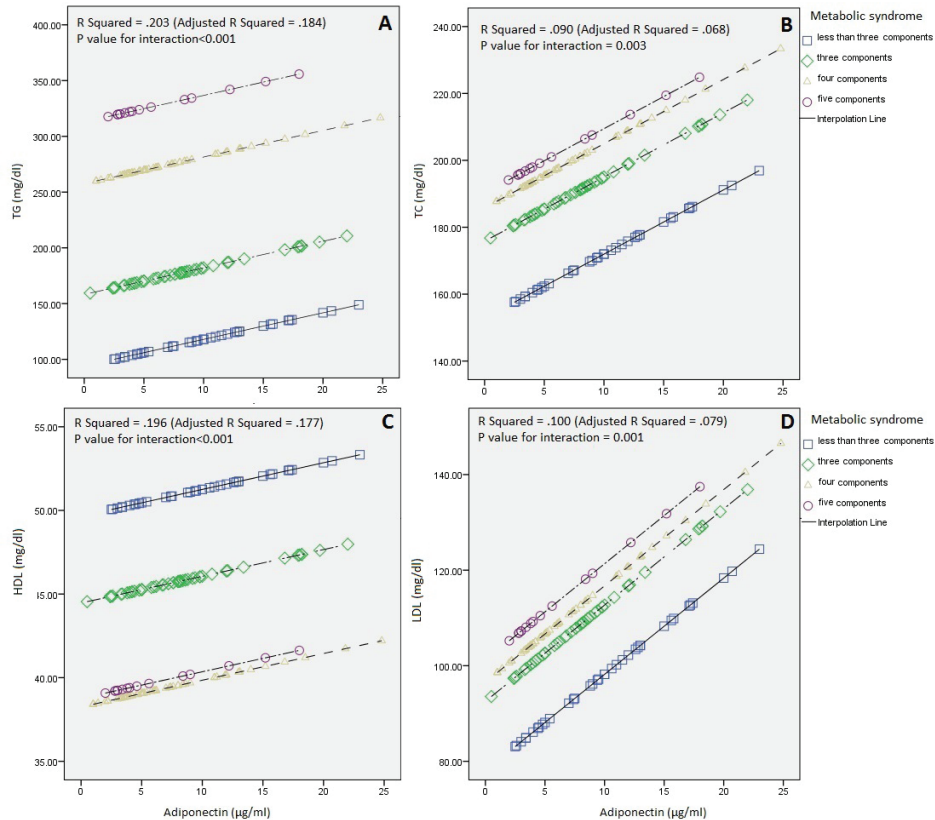 R Squared = .203 (Adjusted R Squared = .184)
P value for interaction<0.001
A
TG (mg/dl)
400.00
350.00
300.00
250.00
200.00
150.00
100.00
0 5 10 15 20 25
Adiponectin (µg/ml)
R Squared = .090 (Adjusted R Squared = .068)
P value for interaction = 0.003
B
TC (mg/dl)
240.00
220.00
200.00
180.00
160.00
140.00
0 5 10 15 20 25
Metabolic syndrome
less than three components
three components
four components
five components
Interpolation Line
R Squared = .196 (Adjusted R Squared = .177)
P value for interaction<0.001
C
HDL (mg/dl)
55.00
50.00
45.00
40.00
35.00
0 5 10 15 20 25
Adiponectin (µg/ml)
R Squared = .100 (Adjusted R Squared = .079)
P value for interaction = 0.001
D
LDL (mg/dl)
140.00
120.00
100.00
80.00
0 5 10 15 20 25
Adiponectin (µg/ml)
Metabolic syndrome
less than three components
three components
four components
five components
Interpolation Line